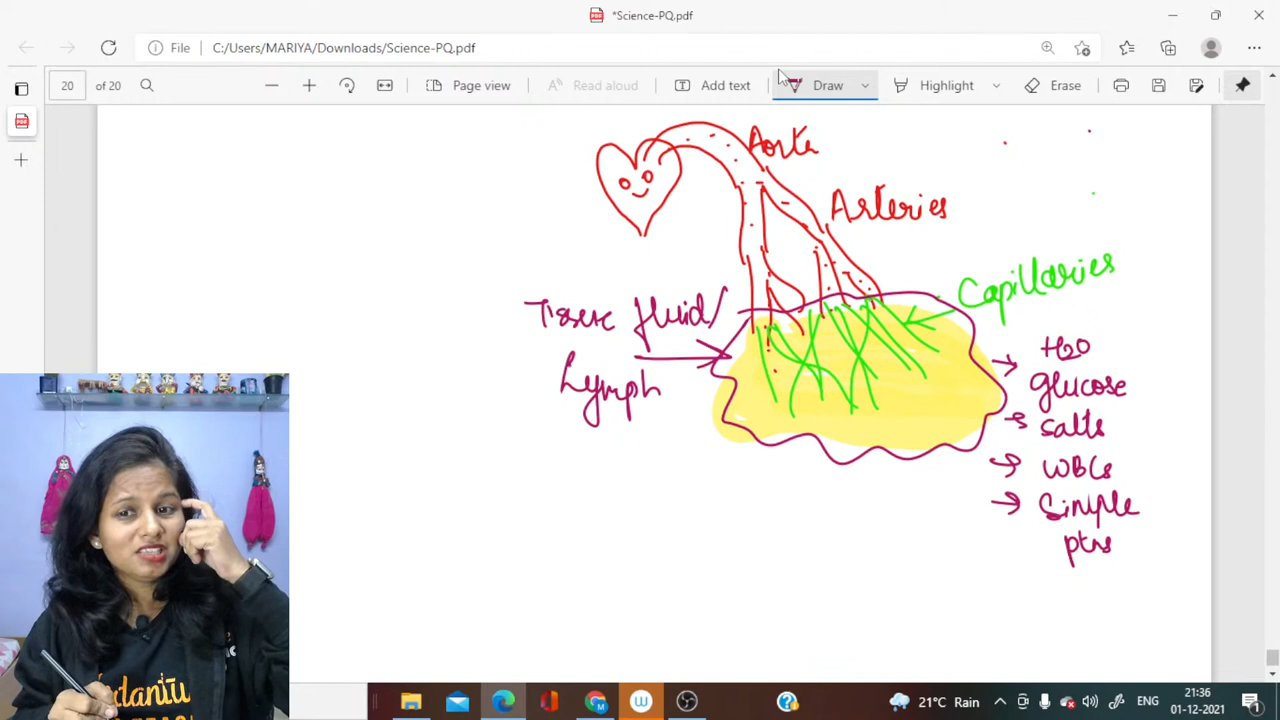 *Science-PQ.pdf
File C:/Users/MARIYA/Downloads/Science-PQ.pdf
20 of 20 Page view Read aloud Add text Draw Highlight Erase
Aorta
Arteries
Capillaries
Tissue fluid/
Lymph
H2O
glucose
salts
WBCs
Simple
ptns
edantu
21°C Rain ENG 21:36
01-12-2021